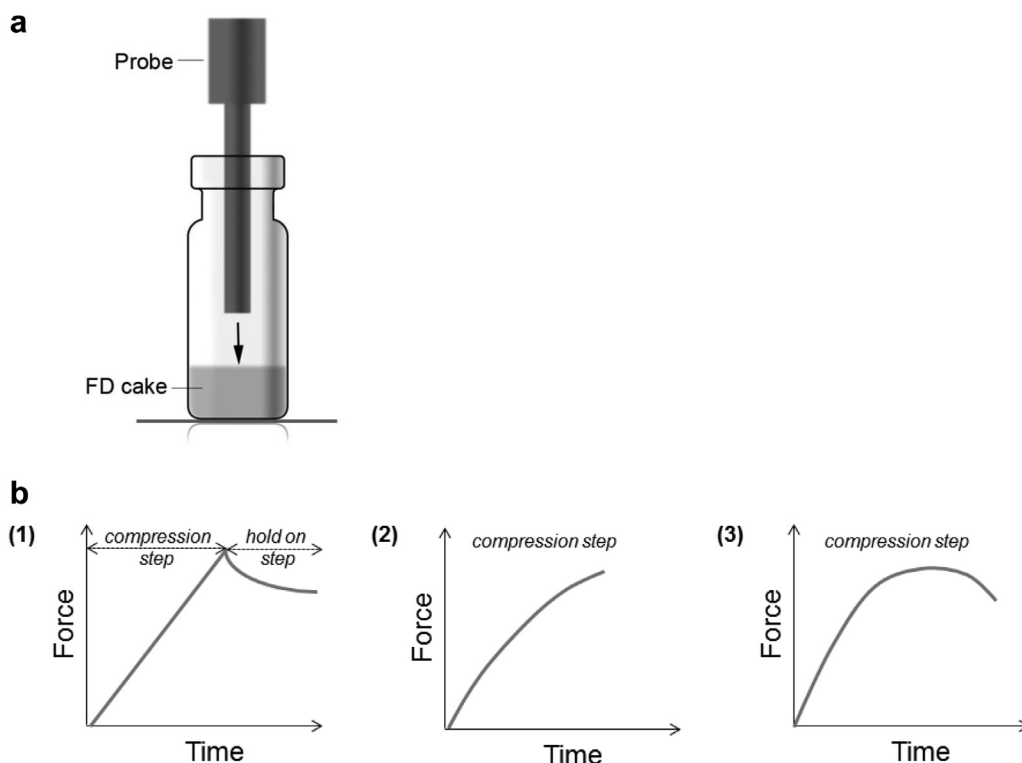 a
Probe
FD cake
b
(1)
compression
step
hold on
step
Force
Time
(2)
compression step
Force
Time
(3)
compression step
Force
Time